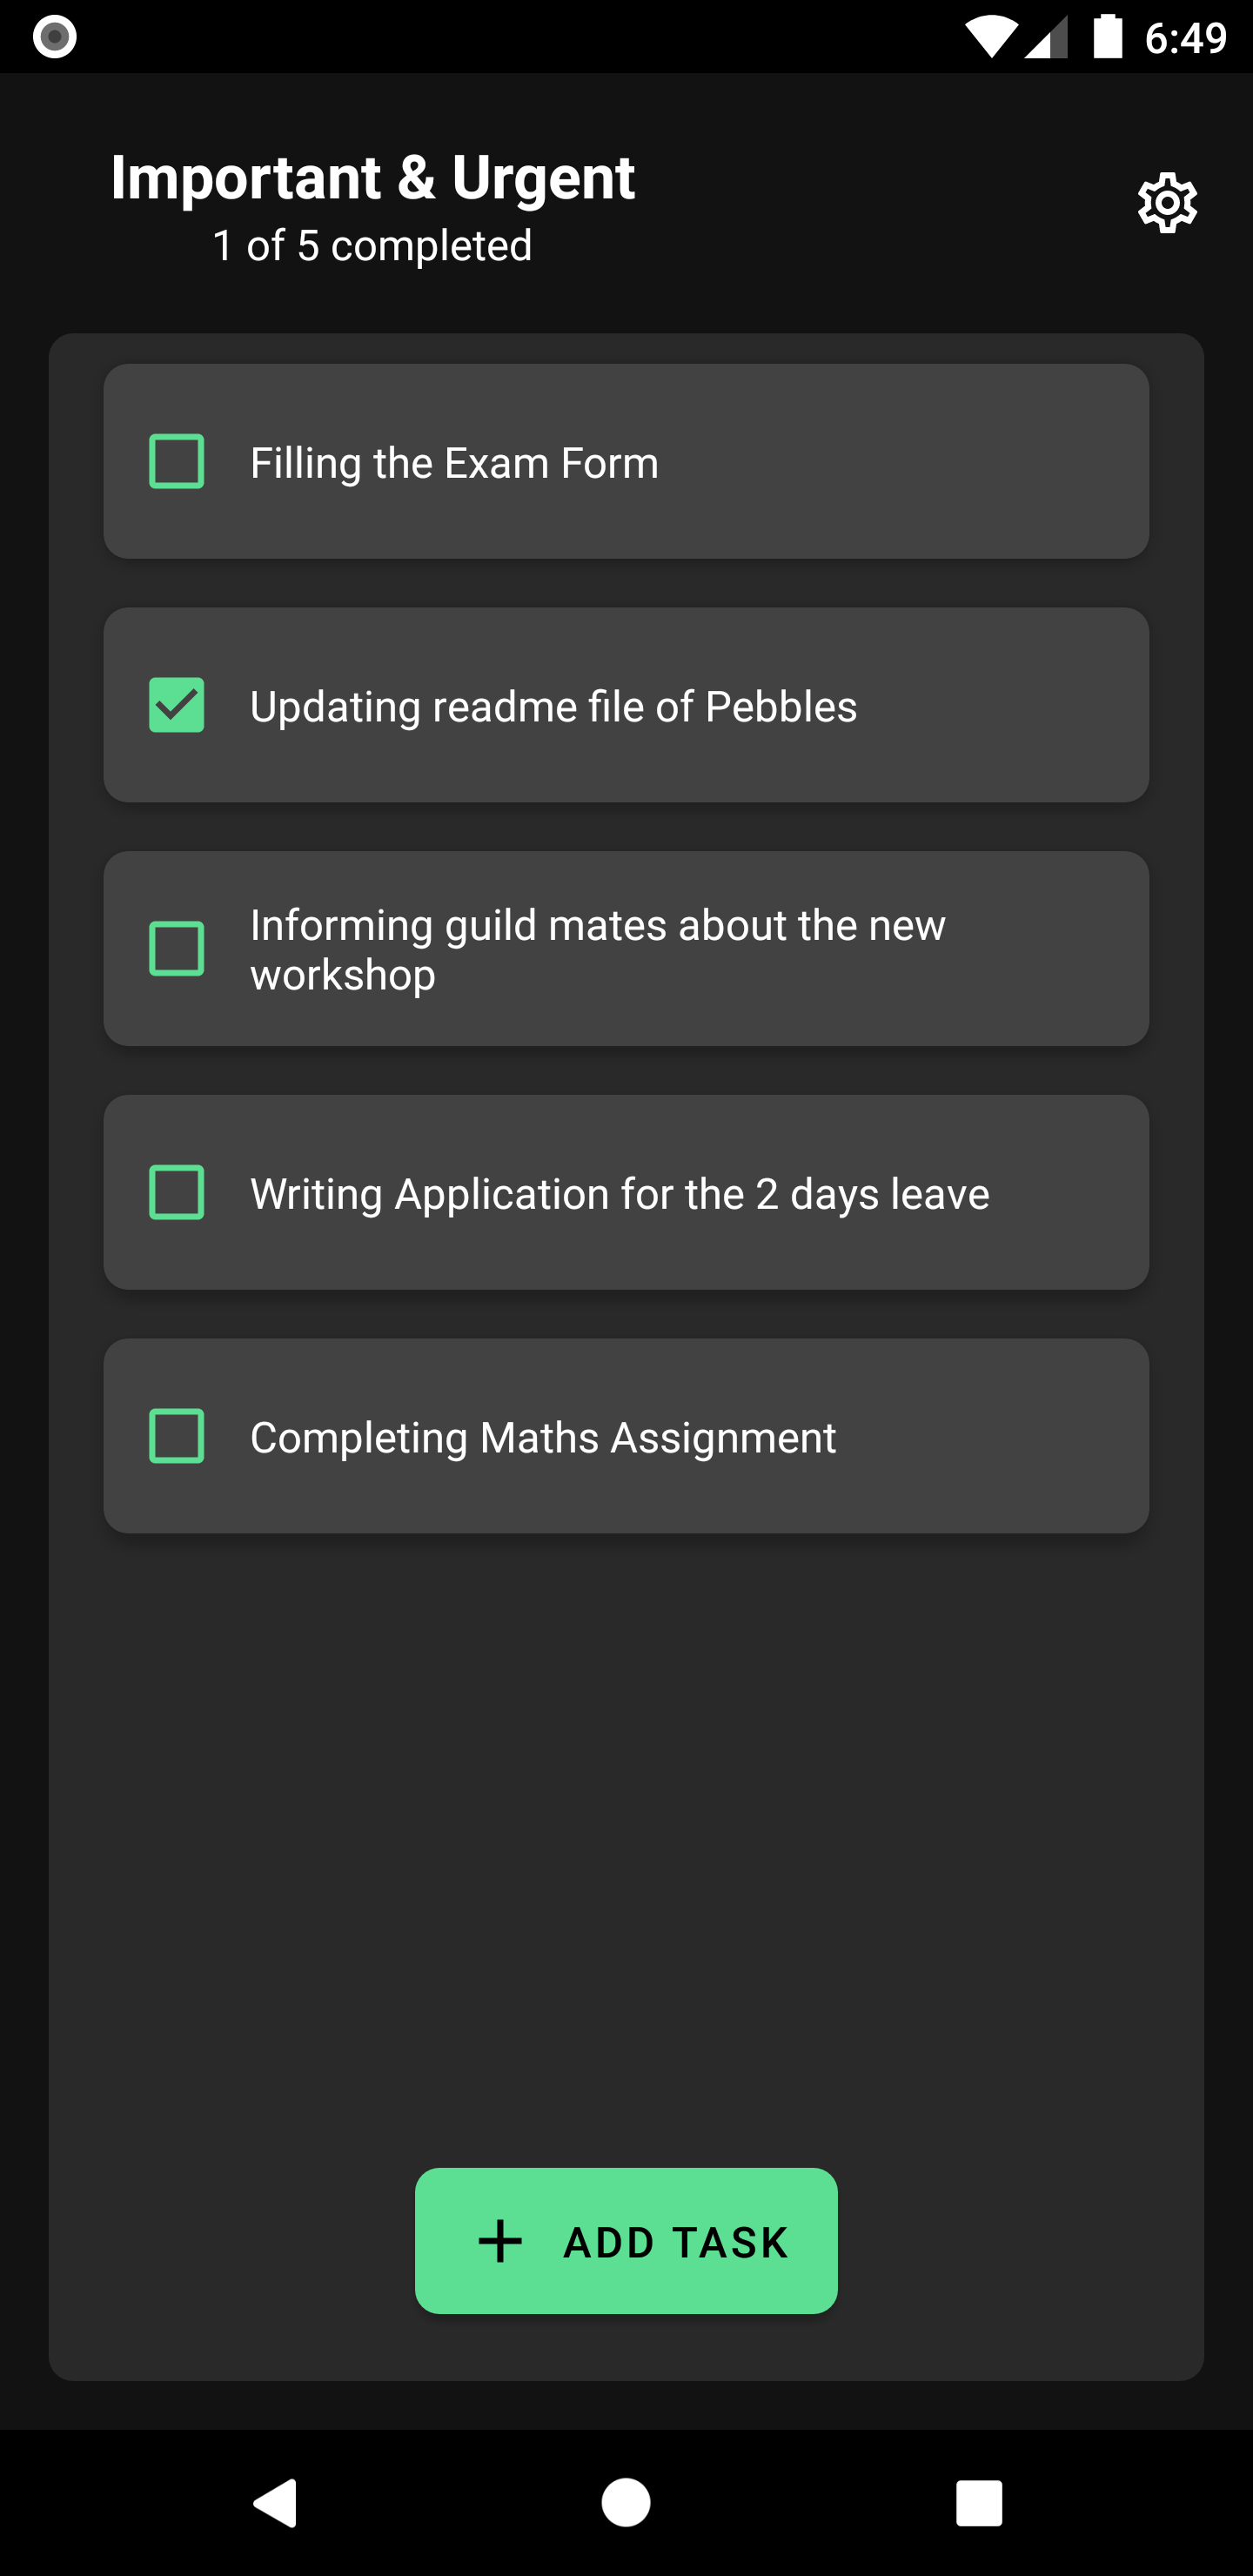 6:49
Important & Urgent
1 of 5 completed
Filling the Exam Form
Updating readme file of Pebbles
Informing guild mates about the new
workshop
Writing Application for the 2 days leave
Completing Maths Assignment
ADD TASK